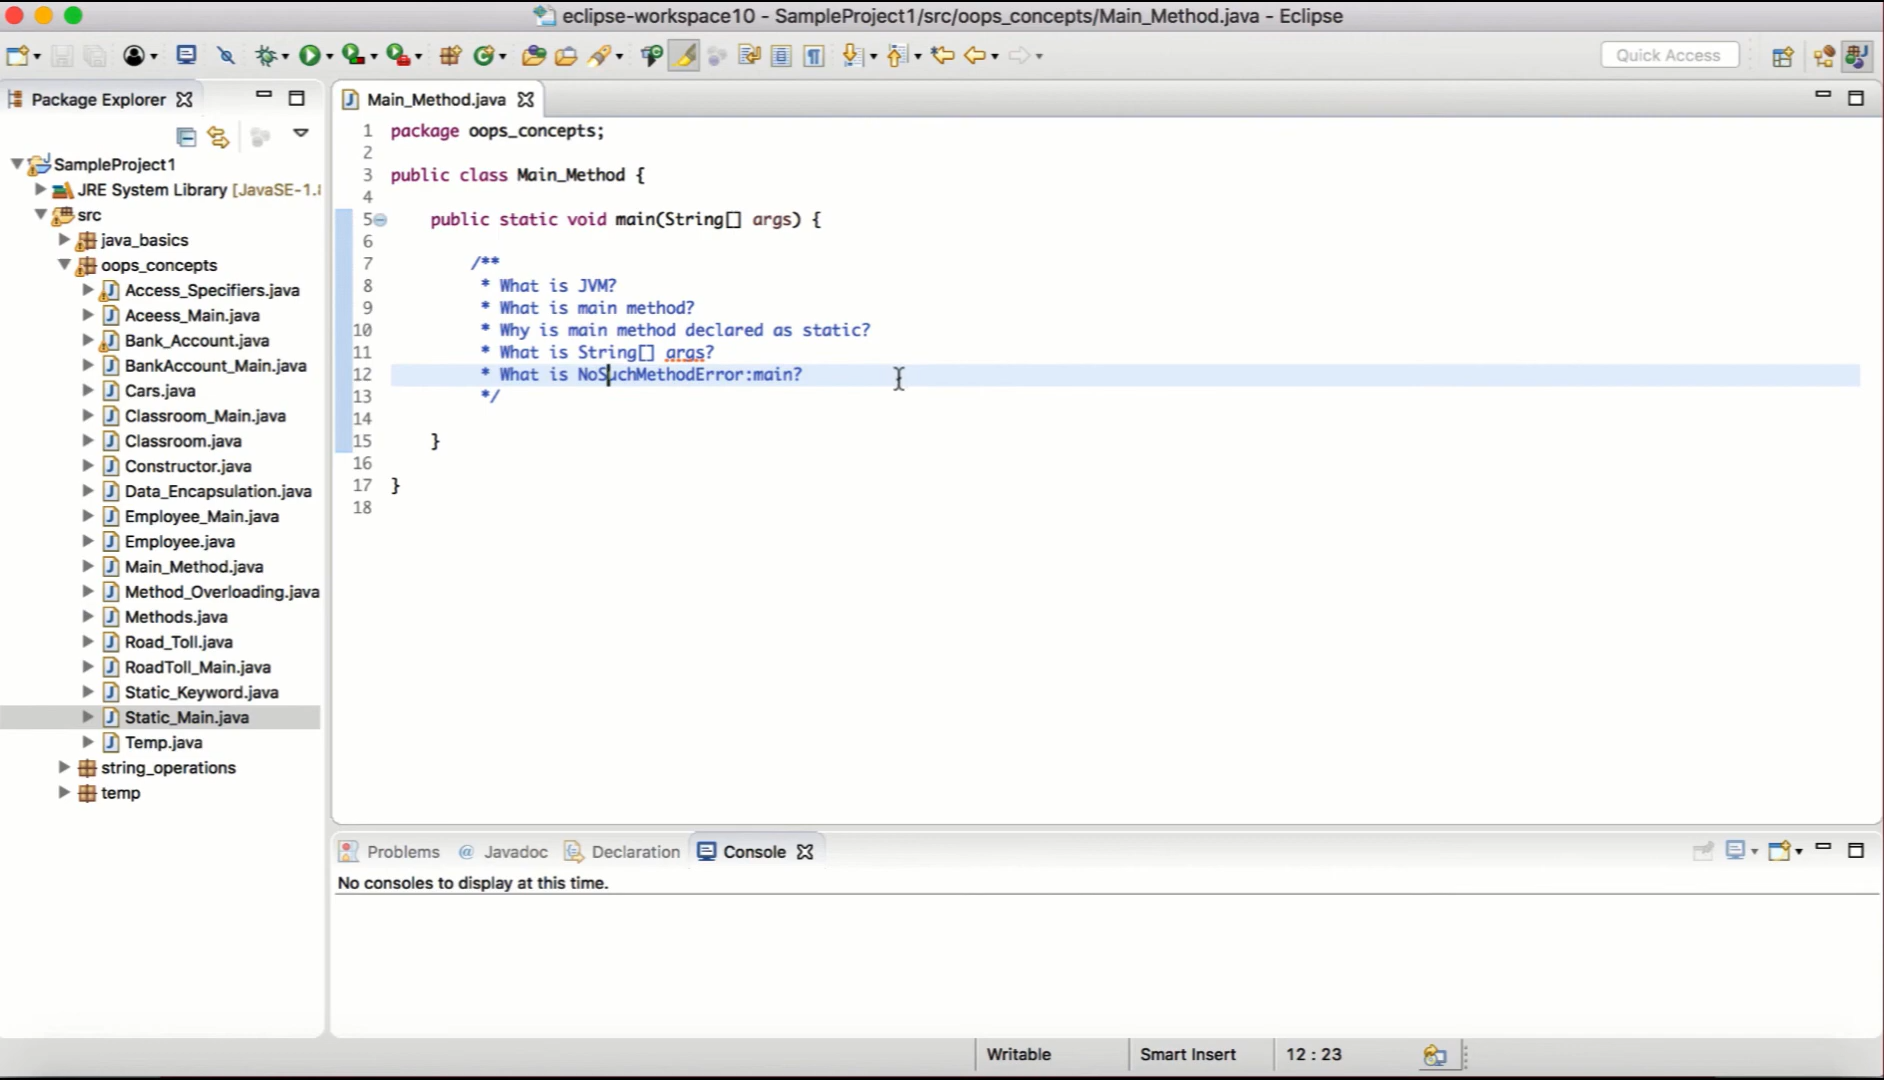 eclipse-workspace10 - SampleProject1/src/oops_concepts/Main_Method.java - Eclipse
Quick Access
Package Explorer
SampleProject1
JRE System Library [JavaSE-1.8
src
java_basics
oops_concepts
Access_Specifiers.java
Aceess_Main.java
Bank_Account.java
BankAccount_Main.java
Cars.java
Classroom_Main.java
Classroom.java
Constructor.java
Data_Encapsulation.java
Employee_Main.java
Employee.java
Main_Method.java
Method_Overloading.java
Methods.java
Road_Toll.java
RoadToll_Main.java
Static_Keyword.java
Static_Main.java
Temp.java
string_operations
temp
Main_Method.java
1 package oops_concepts;
2
3 public class Main_Method {
4
5 public static void main(String[] args) {
6
7 /**
8 * What is JVM?
9 * What is main method?
10 * Why is main method declared as static?
11 * What is String[] args?
12 * What is NoSuchMethodError:main?
13 */
14
15 }
16
17 }
18
Problems @ Javadoc Declaration Console
No consoles to display at this time.
Writable Smart Insert 12 : 23